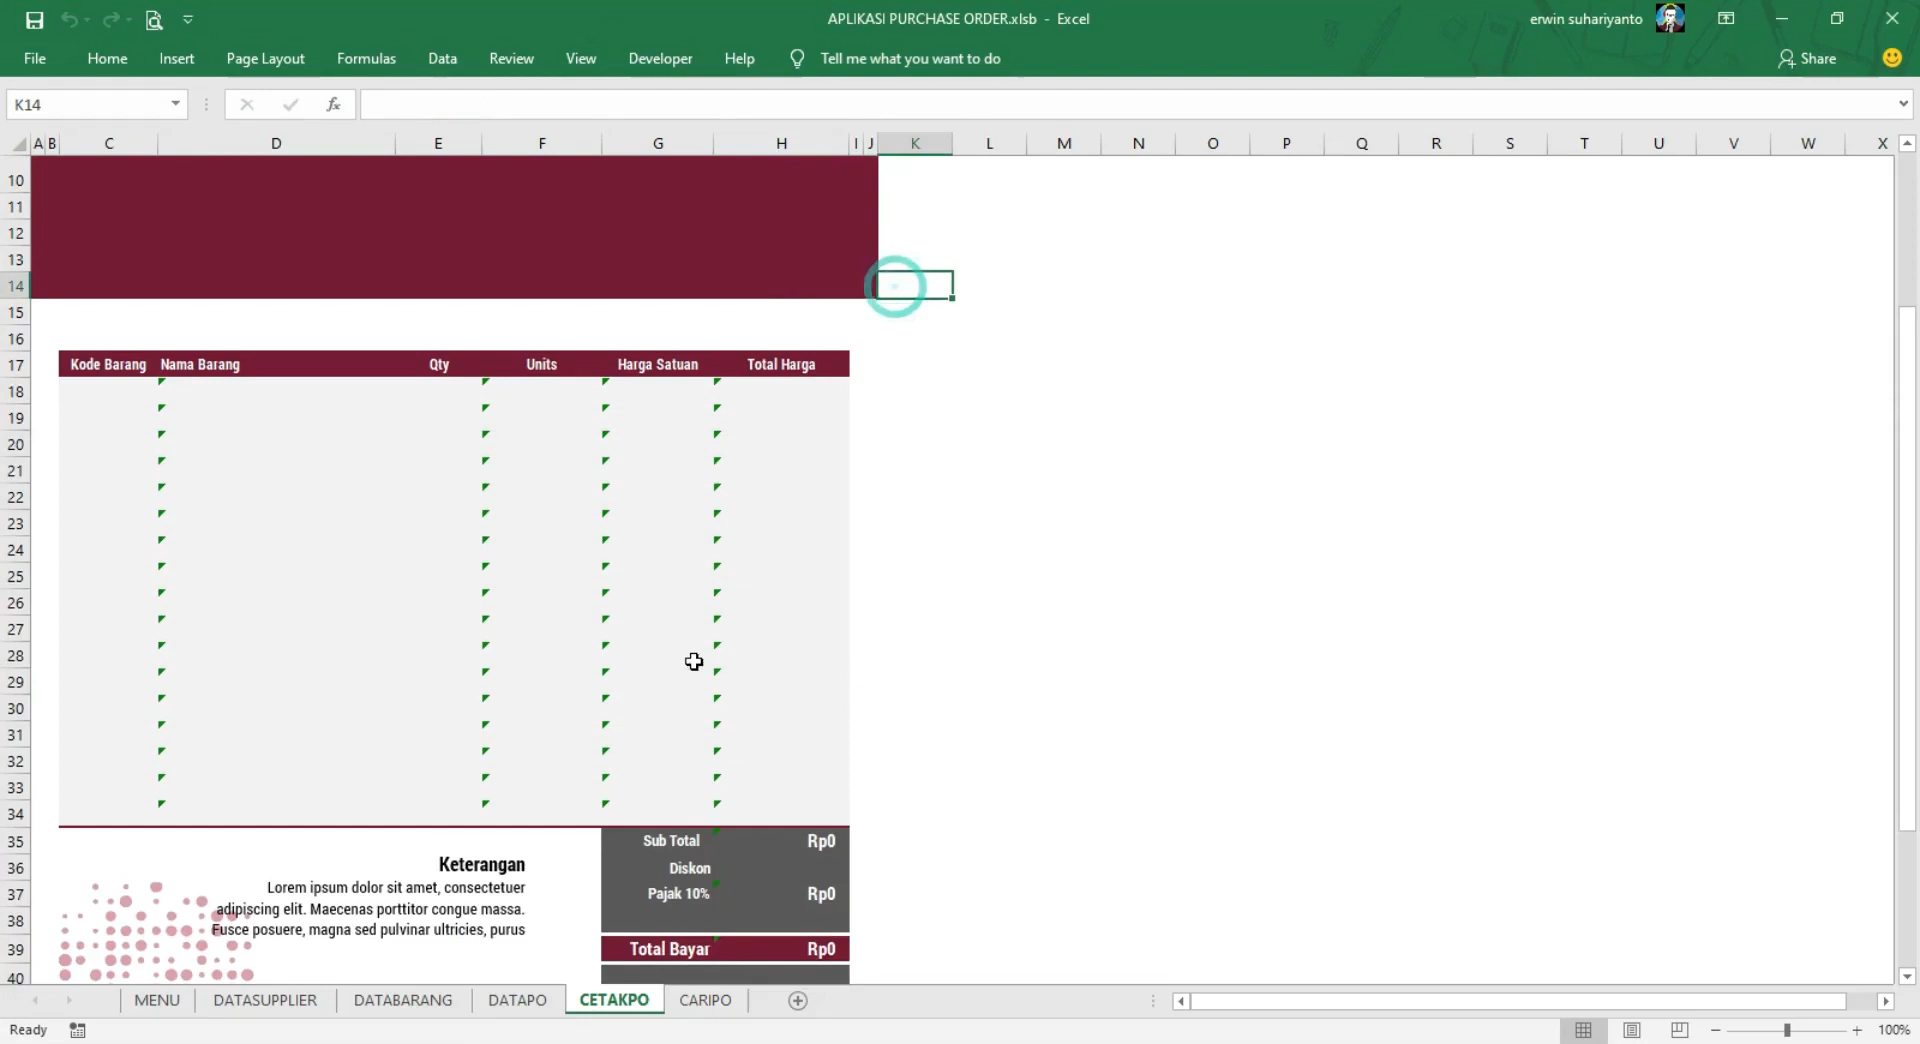 APLIKASI PURCHASE ORDER.xlsb - Excel
erwin suhariyanto
File Home Insert Page Layout Formulas Data Review View Developer Help Tell me what you want to do Share
K14 fx
A B C D E F G H I J K L M N O P Q R S T U V W X
10
11
12
13
14
15
16
17 Kode Barang Nama Barang Qty Units Harga Satuan Total Harga
18
19
20
21
22
23
24
25
26
27
28
29
30
31
32
33
34
35 Sub Total Rp0
36 Keterangan Diskon
Lorem ipsum dolor sit amet, consectetuer
37 Pajak 10% Rp0
adipiscing elit. Maecenas porttitor congue massa.
38 Fusce posuere, magna sed pulvinar ultricies, purus
39 Total Bayar Rp0
40
MENU DATASUPPLIER DATABARANG DATAPO CETAKPO CARIPO
Ready 100%